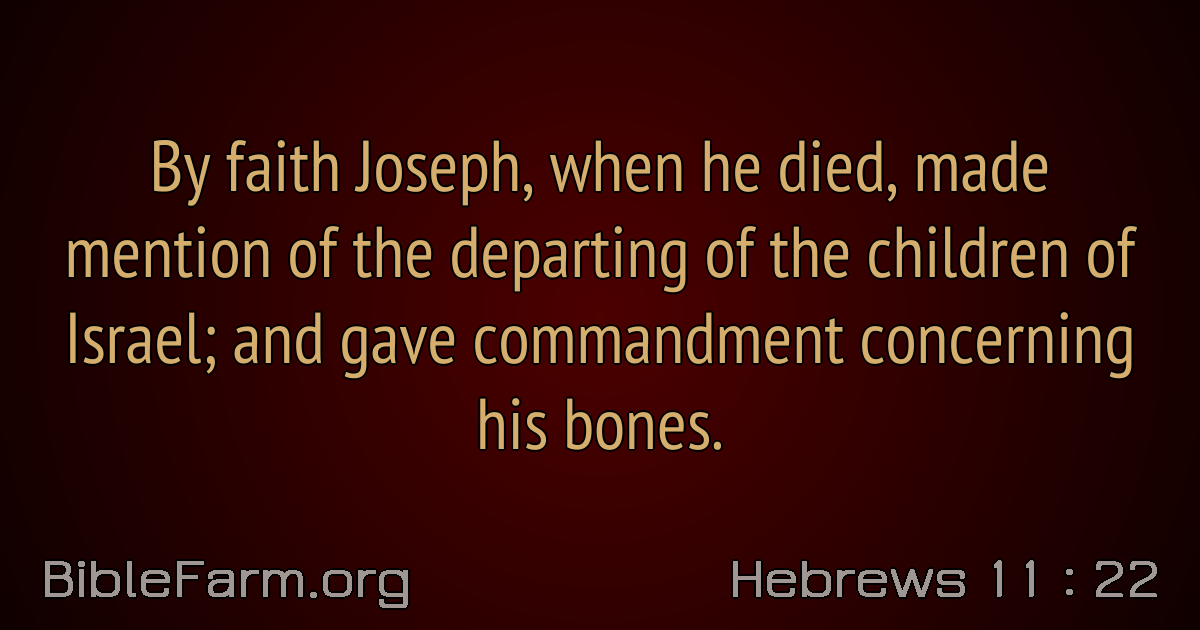 By faith Joseph, when he died, made
mention of the departing of the children of
Israel; and gave commandment concerning
his bones.
BibleFarm.org
Hebrews 11 : 22